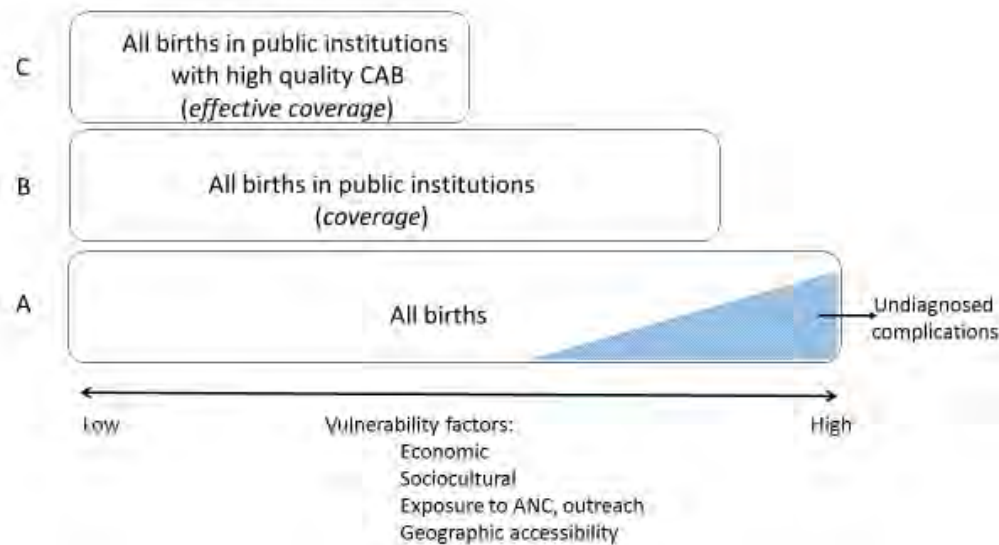 C
All births in public institutions
with high quality CAB
(effective coverage)
B
All births in public institutions
(coverage)
A
All births
Undiagnosed
complications
Low
Vulnerability factors:
High
Economic
Sociocultural
Exposure to ANC, outreach
Geographic accessibility